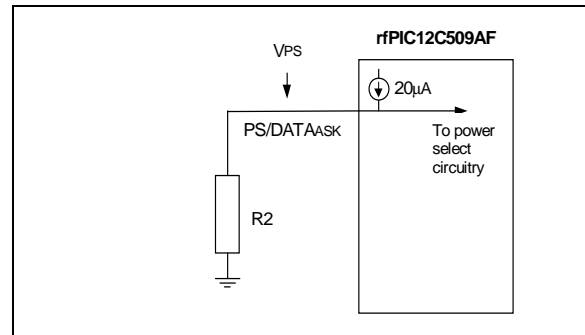 rfPIC12C509AF
VPS
20µA
PS/DATAASK
To power
select
circuitry
R2